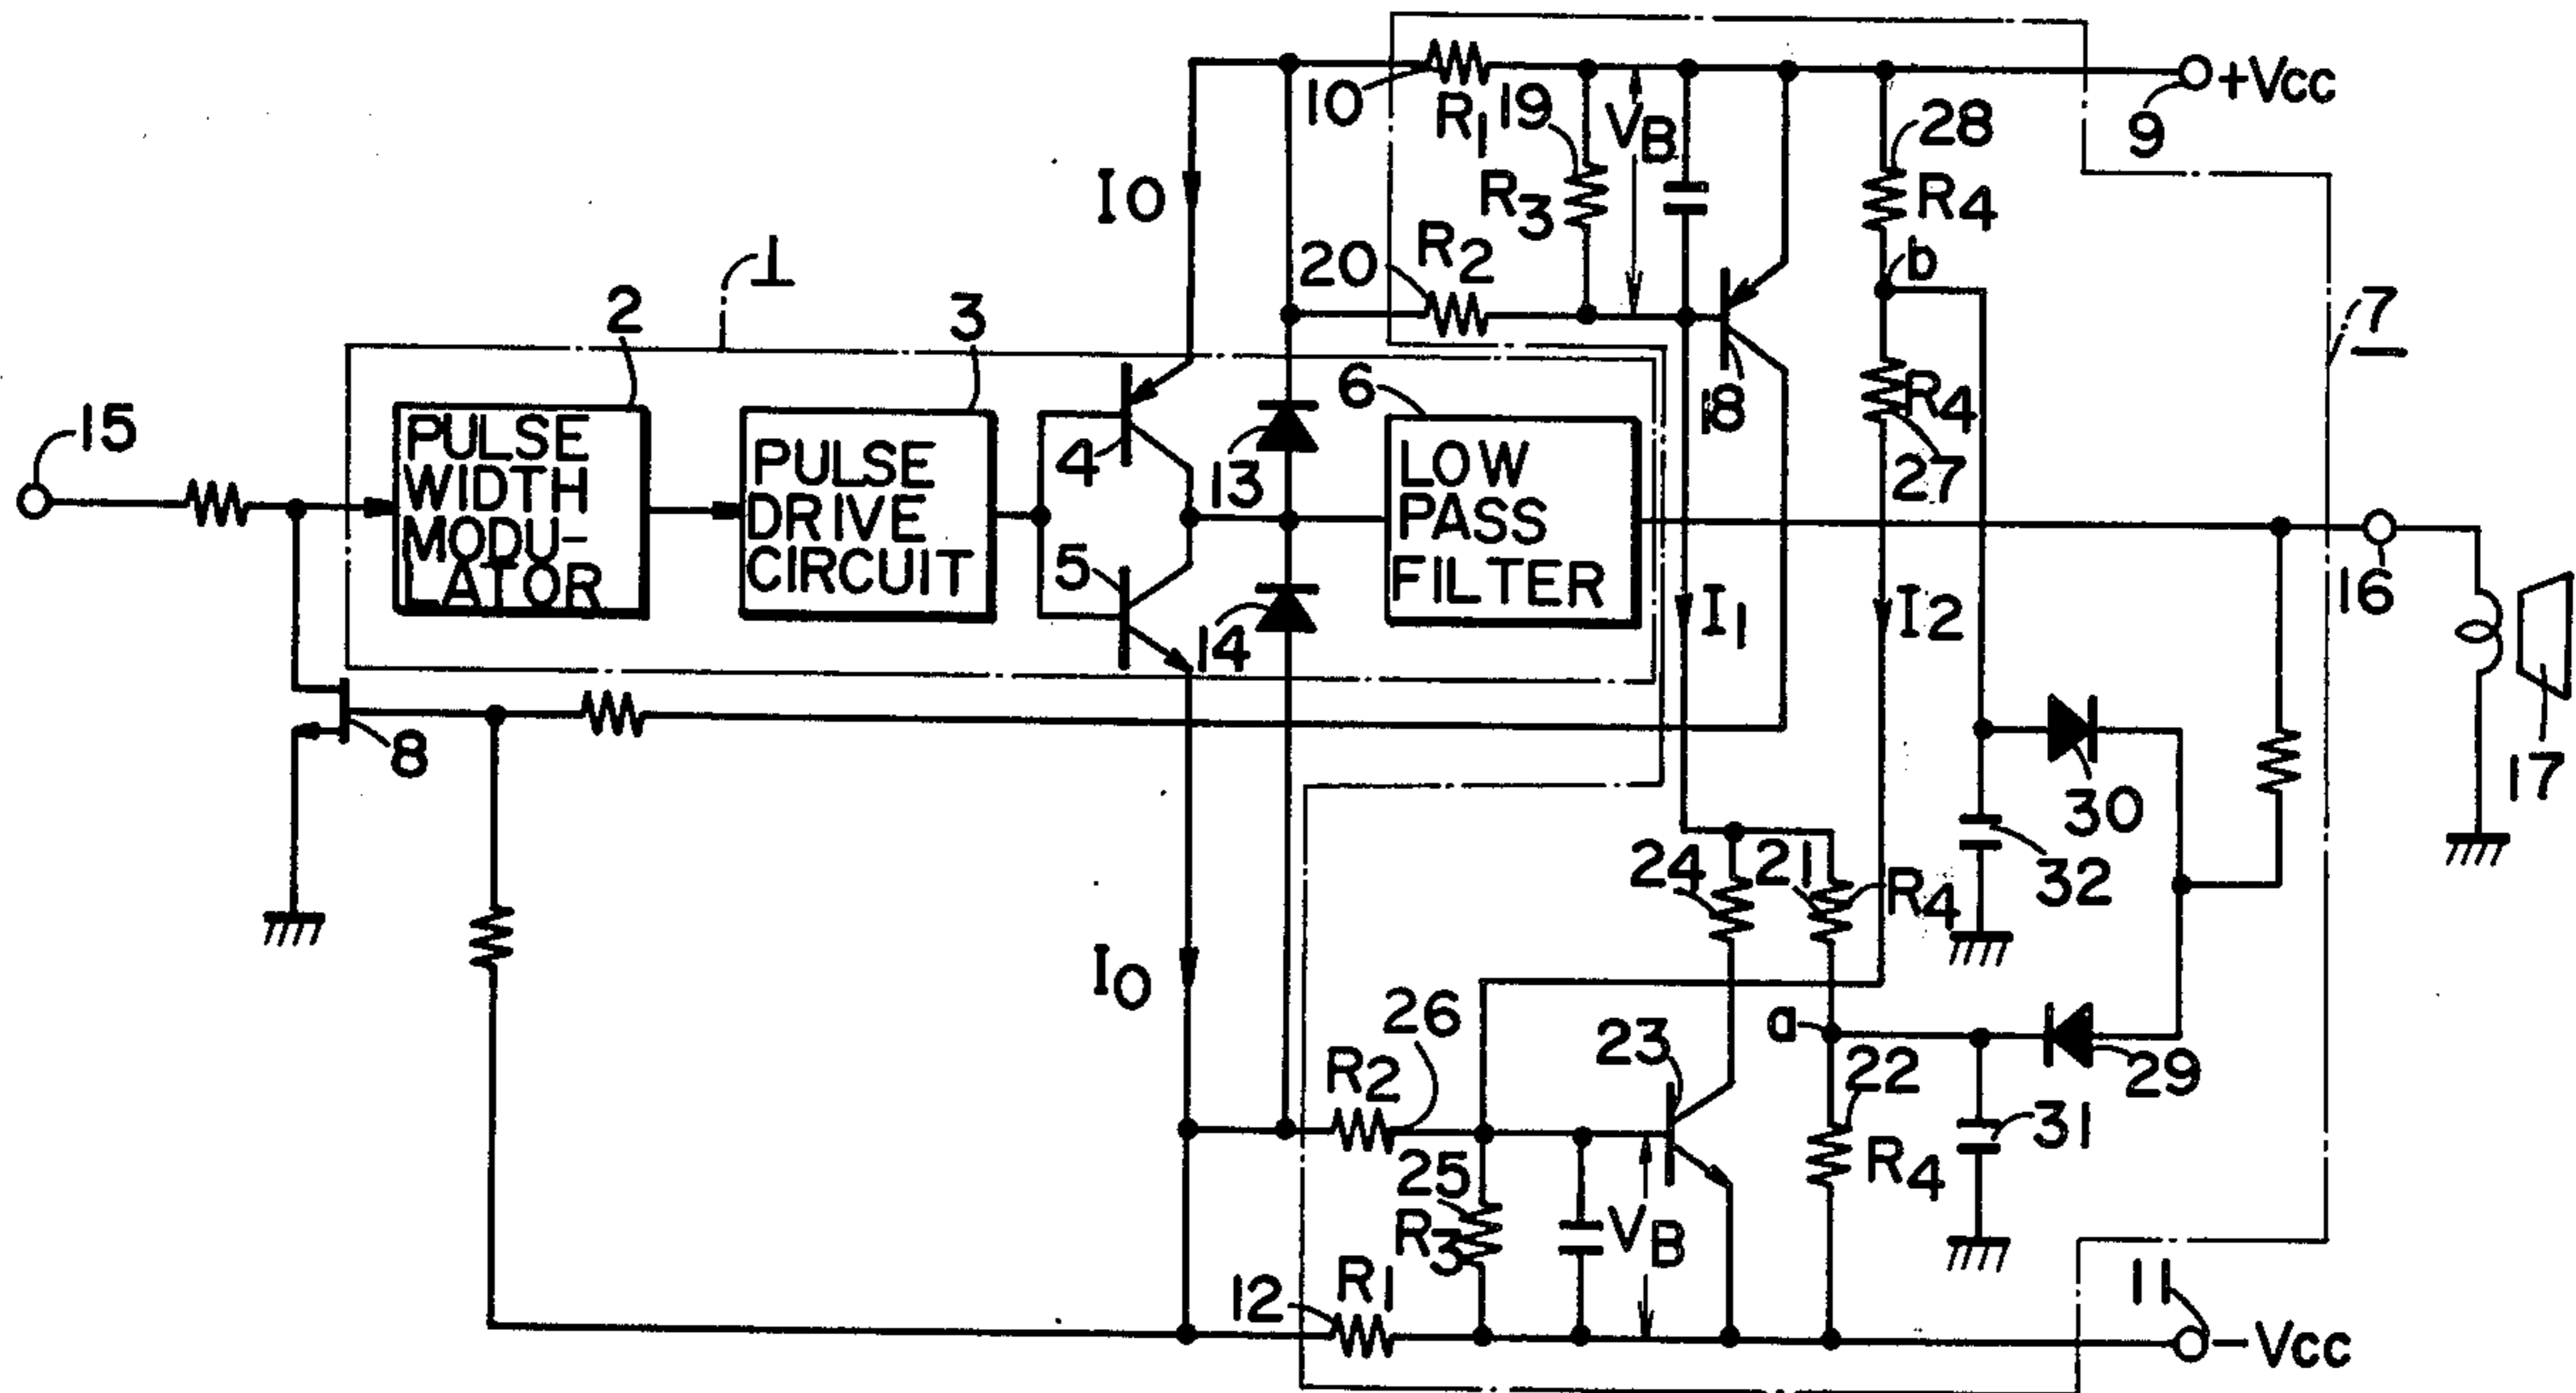 +Vcc
10
R1
19
VB
28
9
IO
R3
R4
R2
20
b
1
2
3
7
6
18
R4
15
PULSE
WIDTH
MODU-
LATOR
PULSE
DRIVE
CIRCUIT
4
13
LOW
PASS
FILTER
27
5
14
I1
I2
16
8
30
17
24
21
R4
32
IO
26
a
R2
23
22
29
25
R3
VB
R4
31
12
R1
11
-Vcc